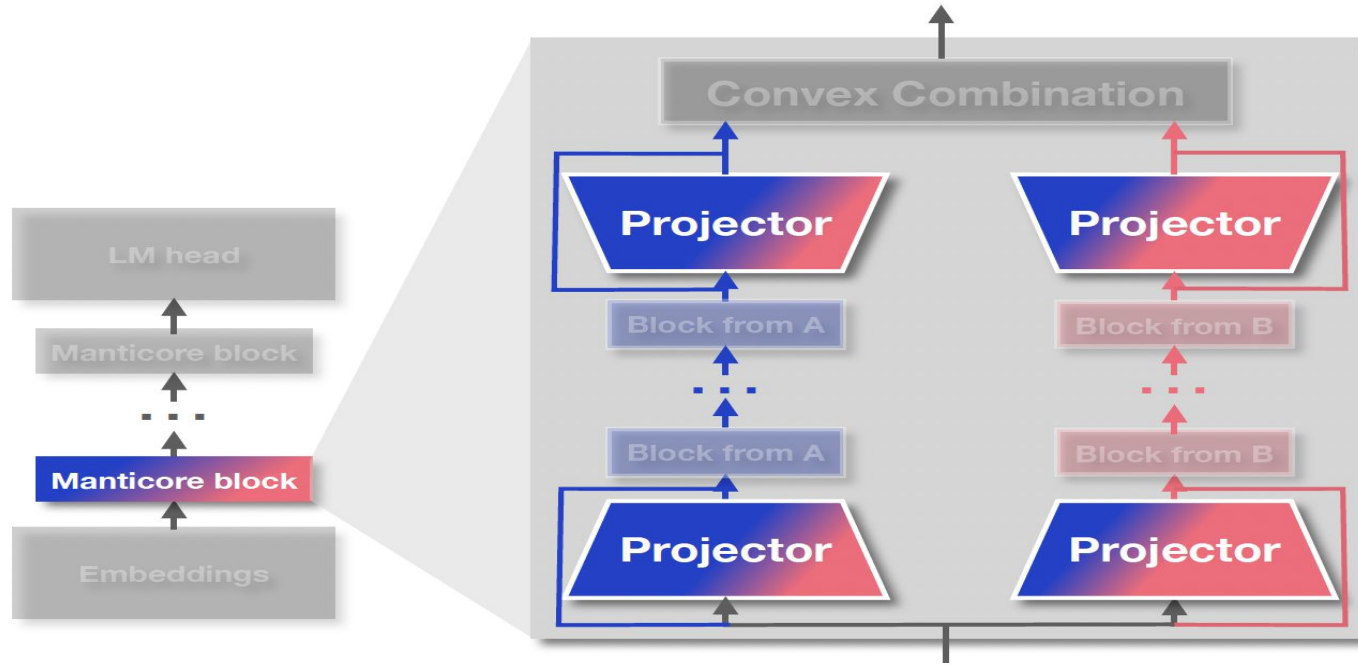 LM head
Manticore block
. . .
Manticore block
Embeddings
Convex Combination
Projector
Projector
Block from A
Block from B
. . .
. . .
Block from A
Block from B
Projector
Projector